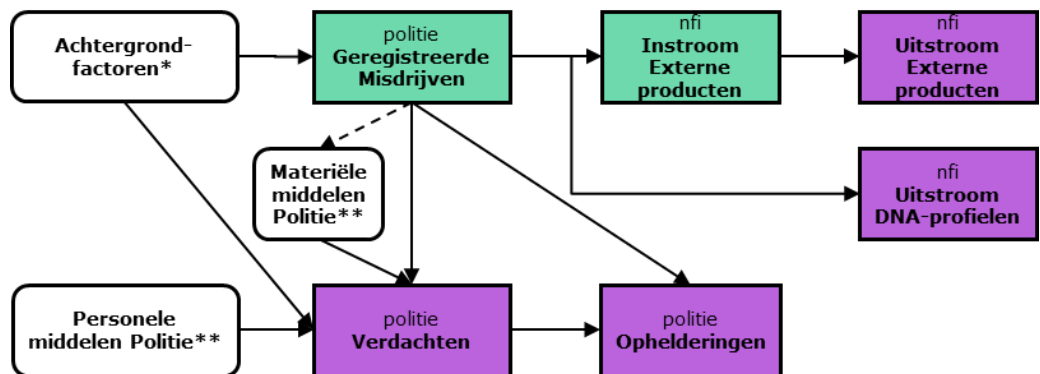 Achtergrond-
factoren*
politie
Geregistreerde
Misdrijven
nfi
Instroom
Externe
producten
nfi
Uitstroom
Externe
producten
Materiële
middelen
Politie**
nfi
Uitstroom
DNA-profielen
Personele
middelen Politie**
politie
Verdachten
politie
Ophelderingen